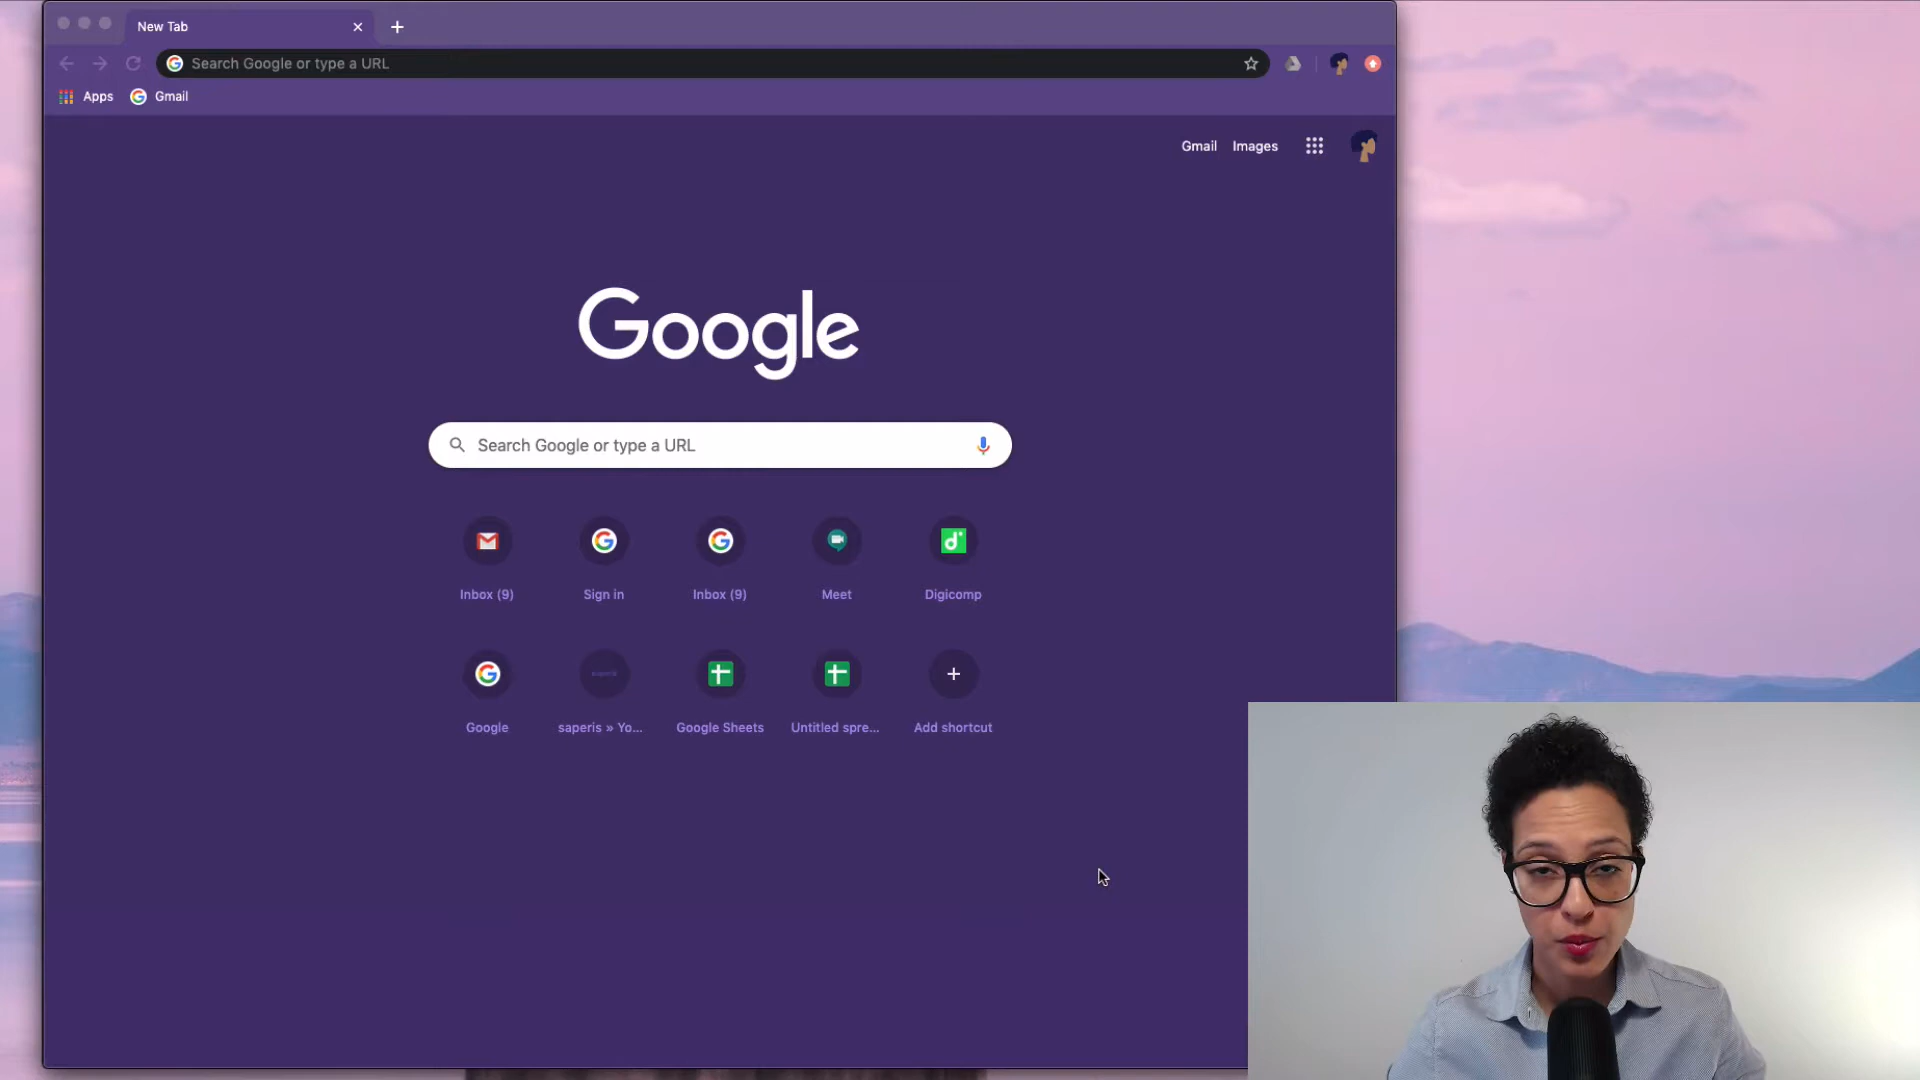 New Tab
Search Google or type a URL
Apps
Gmail
Gmail
Images
Google
Search Google or type a URL
Inbox (9)
Sign in
Inbox (9)
Meet
Digicomp
Google
saperis » Yo...
Google Sheets
Untitled spre...
Add shortcut